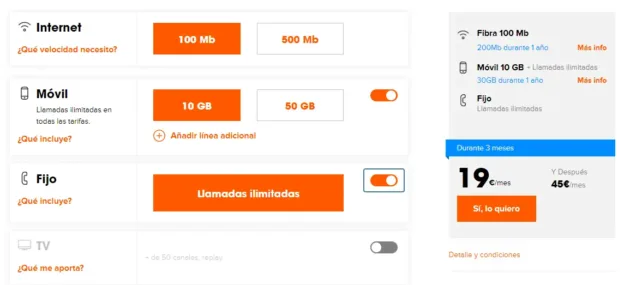 Internet
¿Qué velocidad necesito?
100 Mb
500 Mb
Móvil
Llamadas ilimitadas en
todas las tarifas.
¿Qué incluye?
10 GB
50 GB
Añadir línea adicional
Fijo
¿Qué incluye?
Llamadas ilimitadas
TV
¿Qué me aporta?
+ de 50 canales, replay
Fibra 100 Mb
200Mb durante 1 año Más info
Móvil 10 GB + Llamadas ilimitadas
30GB durante 1 año Más info
Fijo
Llamadas ilimitadas
Durante 3 meses
19€/mes
Y Después
45€/mes
Sí, lo quiero
Detalle y condiciones